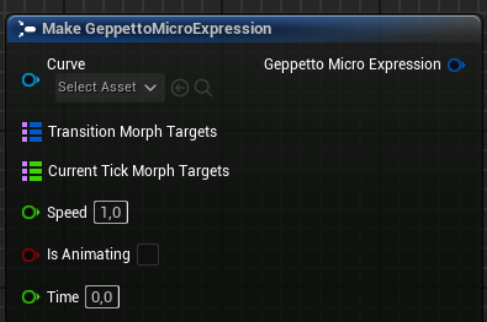 Make GeppettoMicroExpression
Curve
Geppetto Micro Expression
Select Asset
Transition Morph Targets
Current Tick Morph Targets
Speed 1,0
Is Animating
Time 0,0